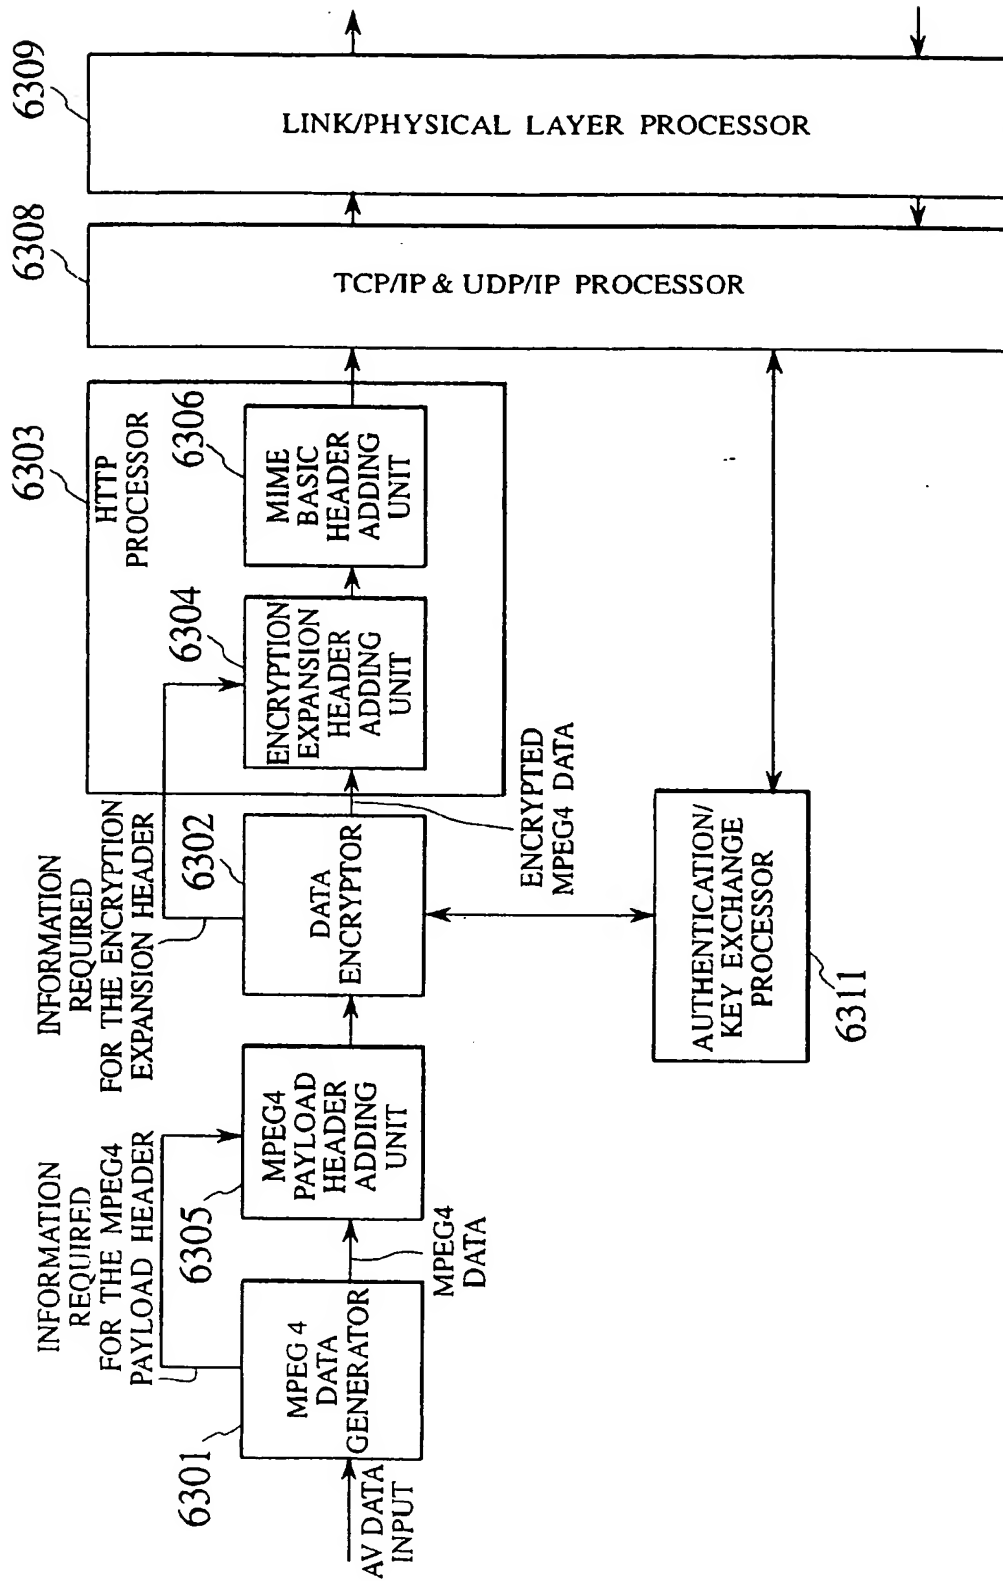 AV DATA
INPUT
6301
MPEG 4
DATA
GENERATOR
INFORMATION
REQUIRED
FOR THE MPEG4
PAYLOAD HEADER
MPEG4
DATA
6305
MPEG4
PAYLOAD
HEADER
ADDING
UNIT
INFORMATION
REQUIRED
FOR THE ENCRYPTION
EXPANSION HEADER
6302
DATA
ENCRYPTOR
ENCRYPTED
MPEG4 DATA
6303
HTTP
PROCESSOR
6304
ENCRYPTION
EXPANSION
HEADER
ADDING
UNIT
6306
MIME
BASIC
HEADER
ADDING
UNIT
6308
TCP/IP & UDP/IP PROCESSOR
6309
LINK/PHYSICAL LAYER PROCESSOR
AUTHENTICATION/
KEY EXCHANGE
PROCESSOR
6311